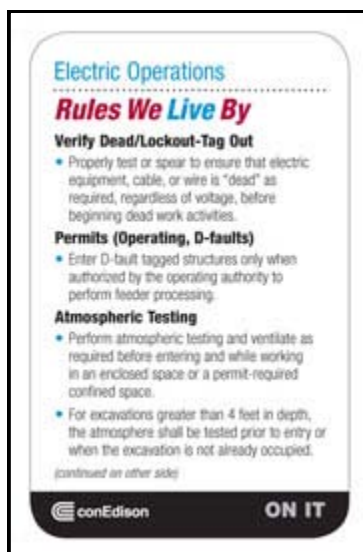 Electric Operations
Rules We Live By
Verify Dead/Lockout-Tag Out
• Properly test or spear to ensure that electric
equipment, cable, or wire is "dead" as
required, regardless of voltage, before
beginning dead work activities.
Permits (Operating, D-faults)
• Enter D-fault tagged structures only when
authorized by the operating authority to
perform feeder processing.
Atmospheric Testing
• Perform atmospheric testing and ventilate as
required before entering and while working
in an enclosed space or a permit-required
confined space.
• For excavations greater than 4 feet in depth,
the atmosphere shall be tested prior to entry or
when the excavation is not already occupied.
(continued on other side)
conEdison ON IT